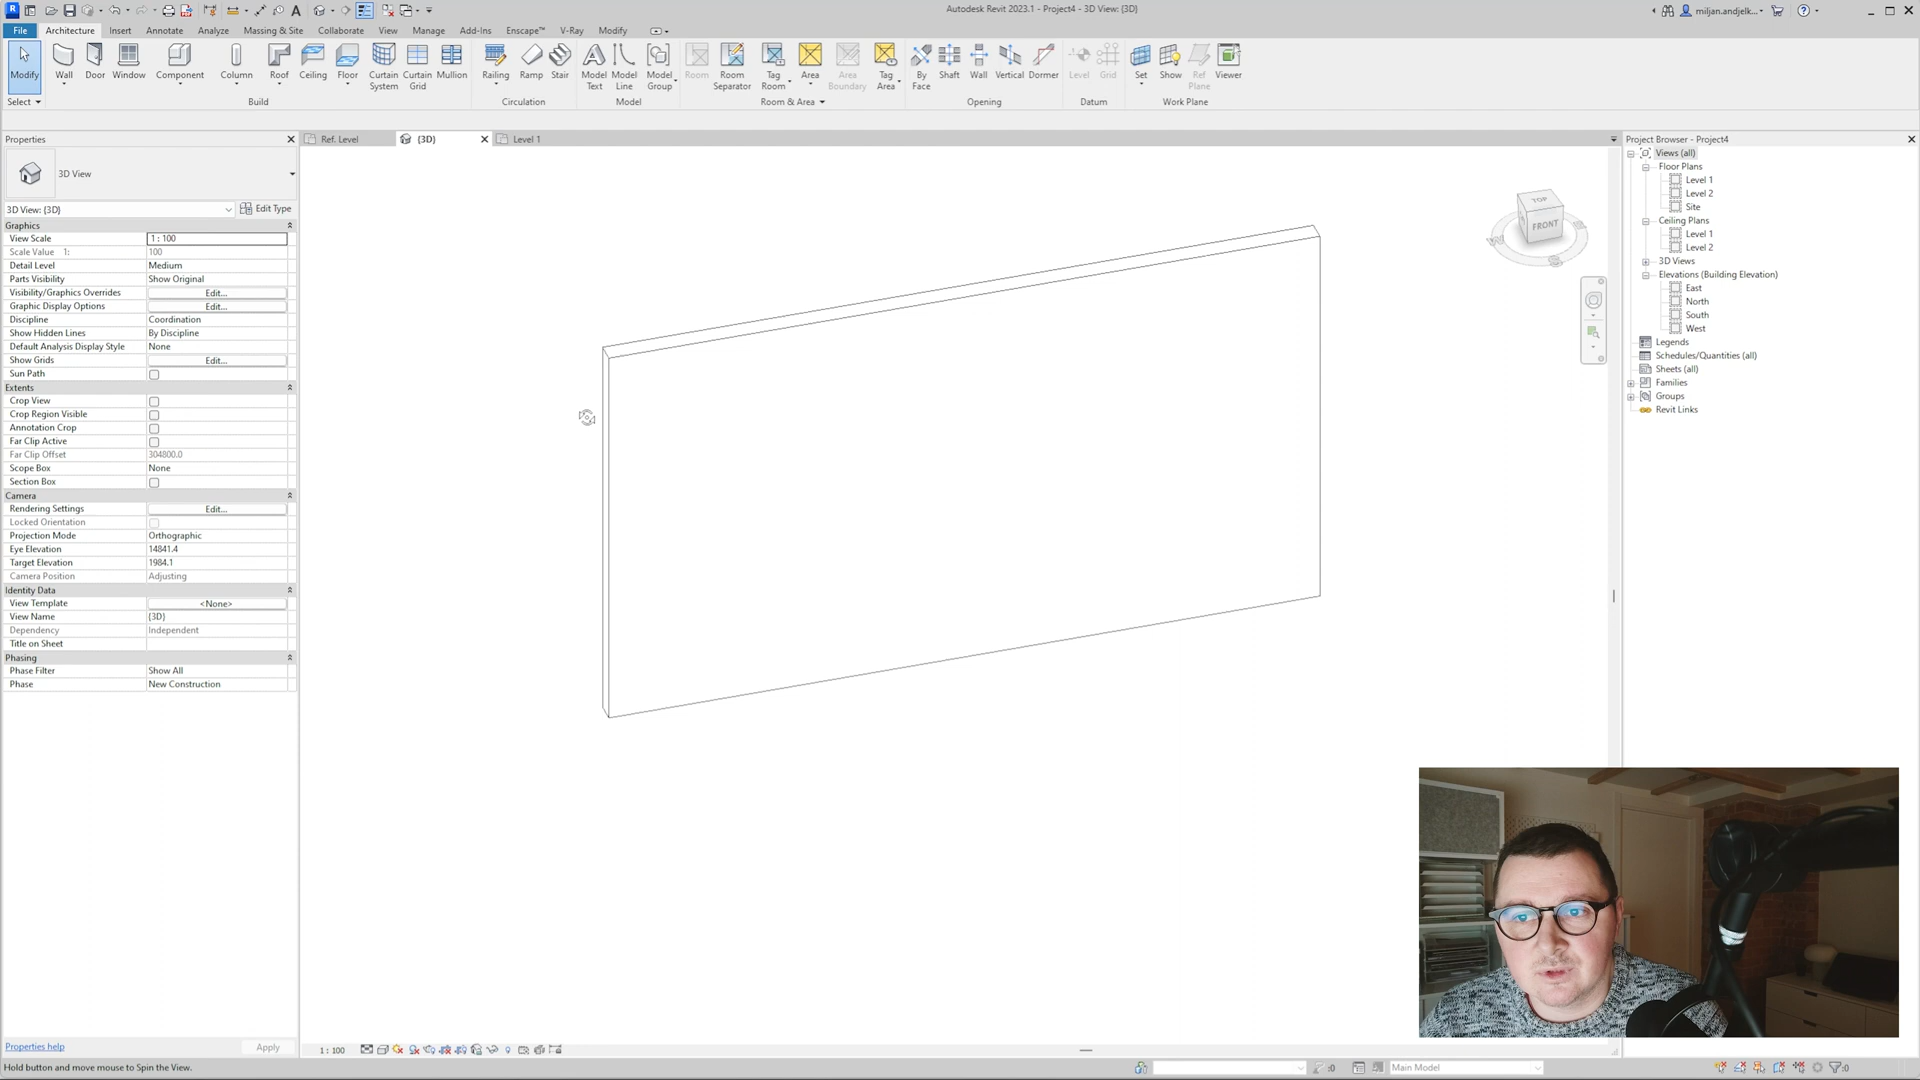 Autodesk Revit 2023.1 - Project4 - 3D View: {3D}
miljan.andjelk...
File Architecture Insert Annotate Analyze Massing & Site Collaborate View Manage Add-Ins Enscape™ V-Ray Modify
Modify Wall Door Window Component Column Roof Ceiling Floor Curtain System Curtain Grid Mullion Railing Ramp Stair Model Text Model Line Model Group Room Room Separator Tag Room Area Area Boundary Tag Area By Face Shaft Wall Vertical Dormer Level Grid Set Show Ref Plane Viewer
Select Build Circulation Model Room & Area Opening Datum Work Plane
Properties
Ref. Level {3D} Level 1
3D View
3D View: {3D} Edit Type
Graphics
View Scale 1 : 100
Scale Value 1: 100
Detail Level Medium
Parts Visibility Show Original
Visibility/Graphics Overrides Edit...
Graphic Display Options Edit...
Discipline Coordination
Show Hidden Lines By Discipline
Default Analysis Display Style None
Show Grids Edit...
Sun Path
Extents
Crop View
Crop Region Visible
Annotation Crop
Far Clip Active
Far Clip Offset 304800.0
Scope Box None
Section Box
Camera
Rendering Settings Edit...
Locked Orientation
Projection Mode Orthographic
Eye Elevation 14841.4
Target Elevation 1984.1
Camera Position Adjusting
Identity Data
View Template <None>
View Name {3D}
Dependency Independent
Title on Sheet
Phasing
Phase Filter Show All
Phase New Construction
Properties help Apply
TOP
FRONT
Project Browser - Project4
Views (all)
Floor Plans
Level 1
Level 2
Site
Ceiling Plans
Level 1
Level 2
3D Views
Elevations (Building Elevation)
East
North
South
West
Legends
Schedules/Quantities (all)
Sheets (all)
Families
Groups
Revit Links
1 : 100
Hold button and move mouse to Spin the View.
:0 Main Model :0